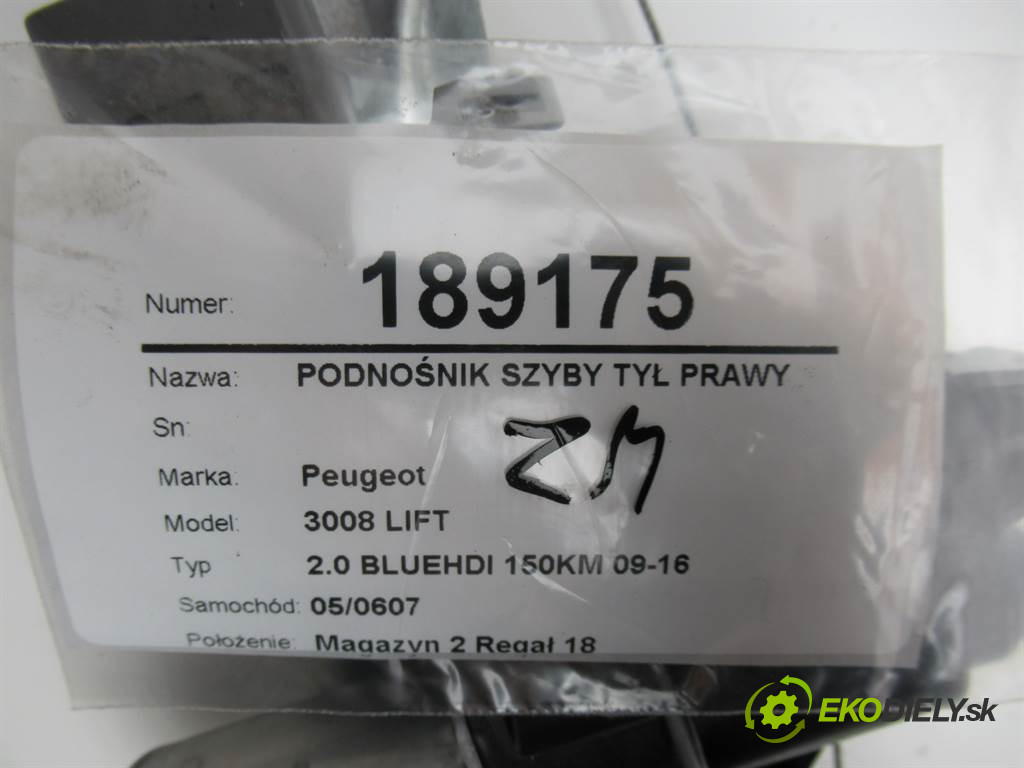 Numer: 189175
Nazwa: PODNOŚNIK SZYBY TYŁ PRAWY
Sn:
Marka: Peugeot
Model: 3008 LIFT
Typ 2.0 BLUEHDI 150KM 09-16
Samochód: 05/0607
Położenie: Magazyn 2 Regał 18
EKODIELY.sk